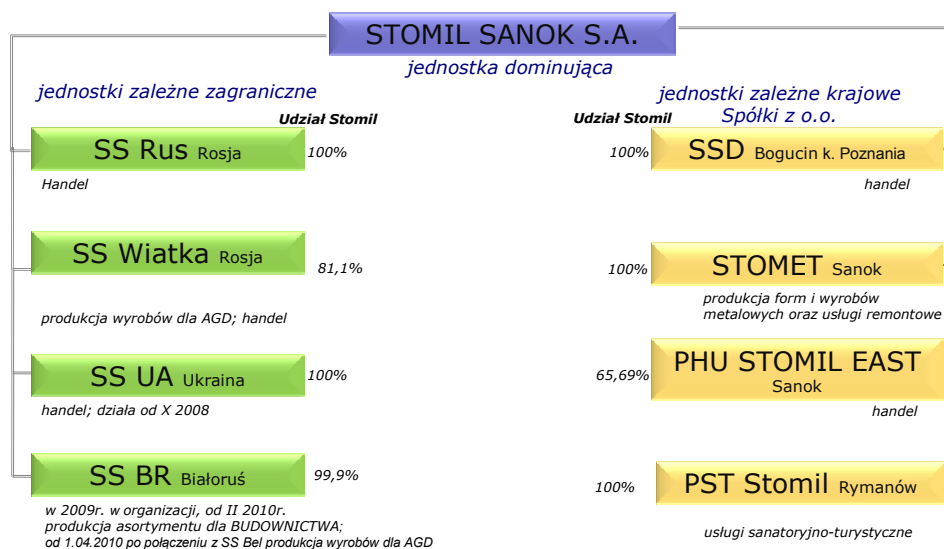 STOMIL SANOK S.A.
jednostka dominująca
jednostki zależne zagraniczne
Udział Stomil
SS Rus Rosja
100%
Handel
SS Wiatka Rosja
81,1%
produkcja wyrobów dla AGD; handel
SS UA Ukraina
100%
handel; działa od X 2008
SS BR Białoruś
99,9%
w 2009r. w organizacji, od II 2010r.
produkcja asortymentu dla BUDOWNICTWA;
od 1.04.2010 po połączeniu z SS Bel produkcja wyrobów dla AGD
jednostki zależne krajowe
Spółki z o.o.
Udział Stomil
100%
SSD Bogucin k. Poznania
handel
100%
STOMET Sanok
produkcja form i wyrobów
metalowych oraz usługi remontowe
65,69%
PHU STOMIL EAST
Sanok
handel
100%
PST Stomil Rymanów
usługi sanatoryjno-turystyczne